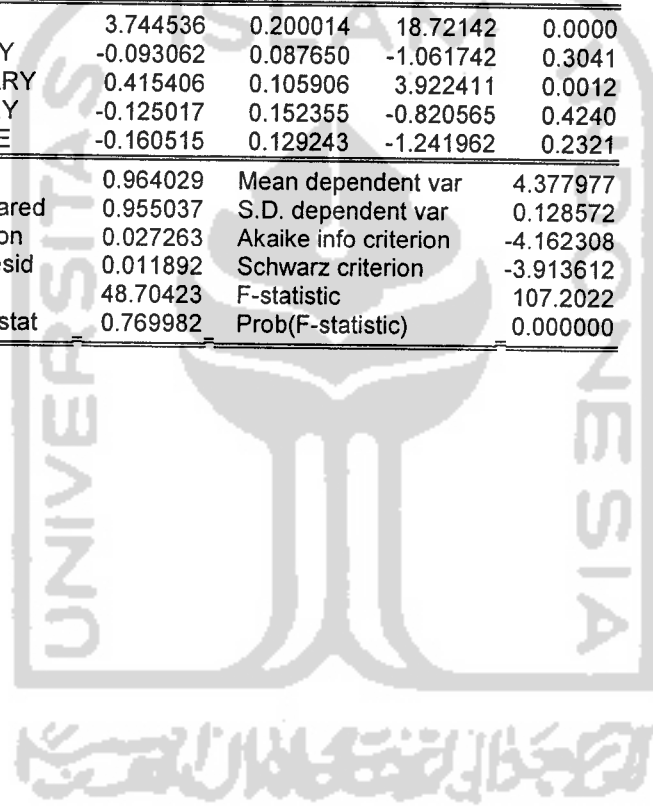 3.744536 0.200014 18.72142 0.0000
Y -0.093062 0.087650 -1.061742 0.3041
RY 0.415406 0.105906 3.922411 0.0012
Y -0.125017 0.152355 -0.820565 0.4240
E -0.160515 0.129243 -1.241962 0.2321
0.964029 Mean dependent var 4.377977
ared 0.955037 S.D. dependent var 0.128572
on 0.027263 Akaike info criterion -4.162308
esid 0.011892 Schwarz criterion -3.913612
48.70423 F-statistic 107.2022
stat 0.769982 Prob(F-statistic) 0.000000
ISLAM
UNIVERSITAS
INDONESIA